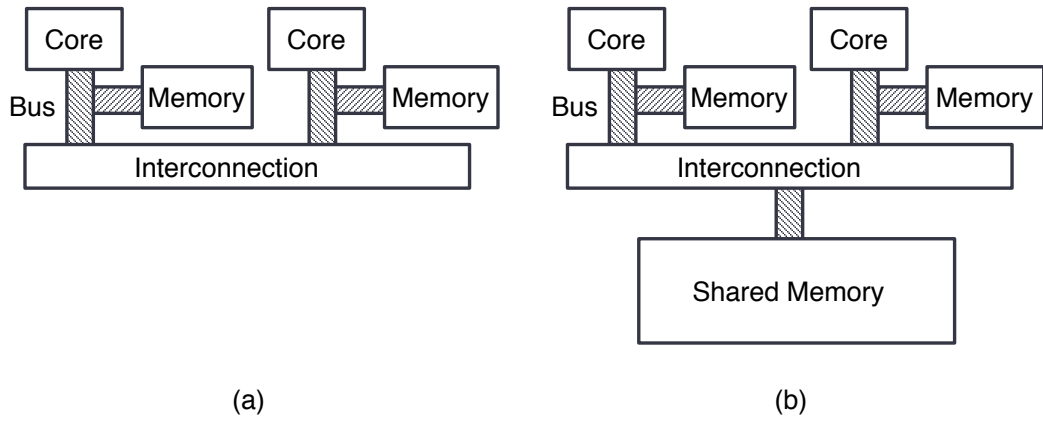 Core
Core
Bus
Memory
Memory
Interconnection
(a)
Core
Core
Bus
Memory
Memory
Interconnection
Shared Memory
(b)